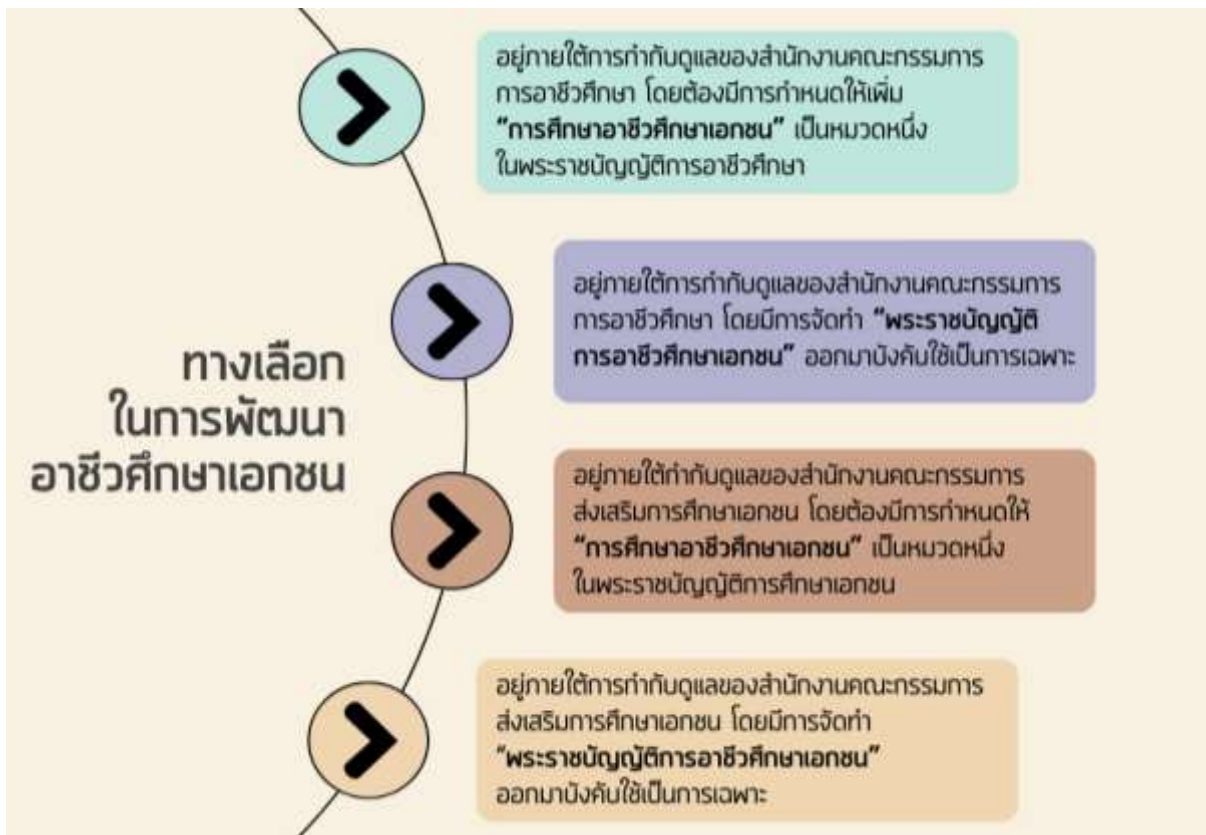 ทางเลือก
ในการพัฒนา
อาชีวศึกษาเอกชน
อยู่ภายใต้การกำกับดูแลของสำนักงานคณะกรรมการ
การอาชีวศึกษา โดยต้องมีการกำหนดให้เพิ่ม
“การศึกษาอาชีวศึกษาเอกชน” เป็นหมวดหนึ่ง
ในพระราชบัญญัติการอาชีวศึกษา
อยู่ภายใต้การกำกับดูแลของสำนักงานคณะกรรมการ
การอาชีวศึกษา โดยมีการจัดทำ “พระราชบัญญัติ
การอาชีวศึกษาเอกชน” ออกมาบังคับใช้เป็นการเฉพาะ
อยู่ภายใต้กำกับดูแลของสำนักงานคณะกรรมการ
ส่งเสริมการศึกษาเอกชน โดยต้องมีการกำหนดให้
“การศึกษาอาชีวศึกษาเอกชน” เป็นหมวดหนึ่ง
ในพระราชบัญญัติการศึกษาเอกชน
อยู่ภายใต้การกำกับดูแลของสำนักงานคณะกรรมการ
ส่งเสริมการศึกษาเอกชน โดยมีการจัดทำ
“พระราชบัญญัติการอาชีวศึกษาเอกชน”
ออกมาบังคับใช้เป็นการเฉพาะ